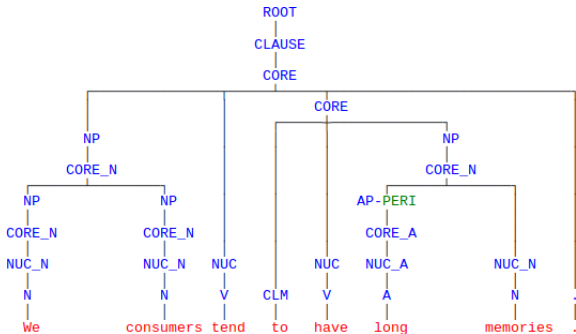 ROOT
CLAUSE
CORE
CORE
NP NP
CORE_N CORE_N
NP NP AP-PERI
CORE_N CORE_N CORE_A
NUC_N NUC_N NUC NUC NUC_A NUC_N
N N V CLM V A N .
We consumers tend to have long memories .